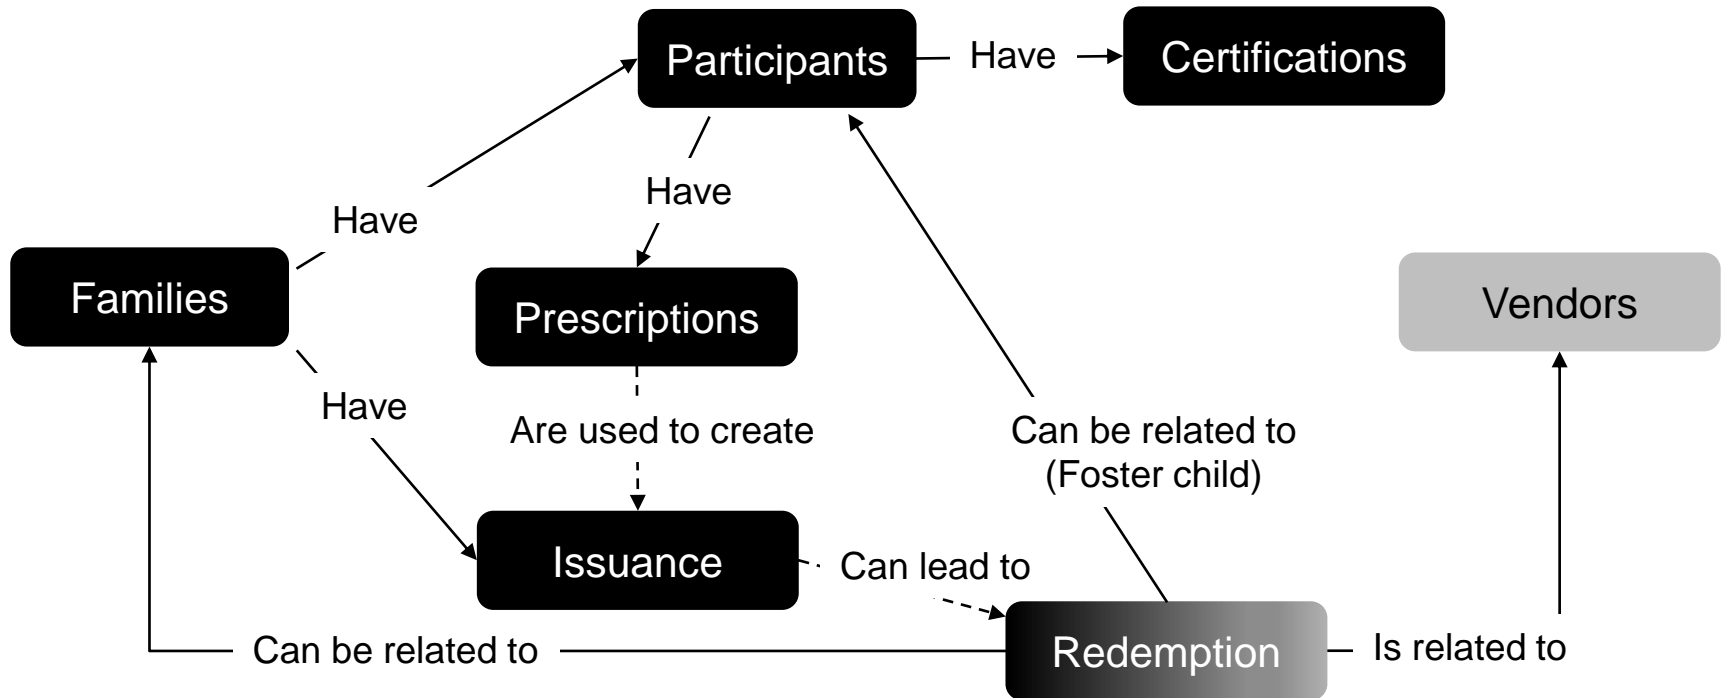 Participants
Have
Certifications
Have
Have
Families
Prescriptions
Vendors
Have
Are used to create
Can be related to
(Foster child)
Issuance
Can lead to
Can be related to
Redemption
Is related to